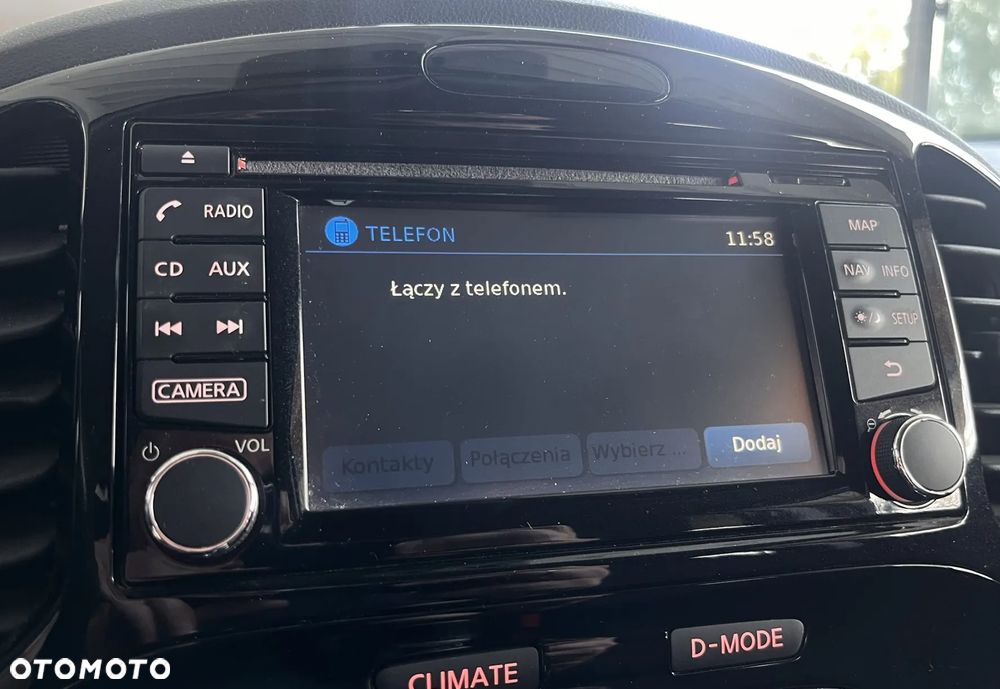 RADIO
CD AUX
CAMERA
VOL
TELEFON 11:58
Łączy z telefonem.
Kontakty Połączenia Wybierz ... Dodaj
MAP
NAV INFO
SETUP
CLIMATE D-MODE
OTOMOTO